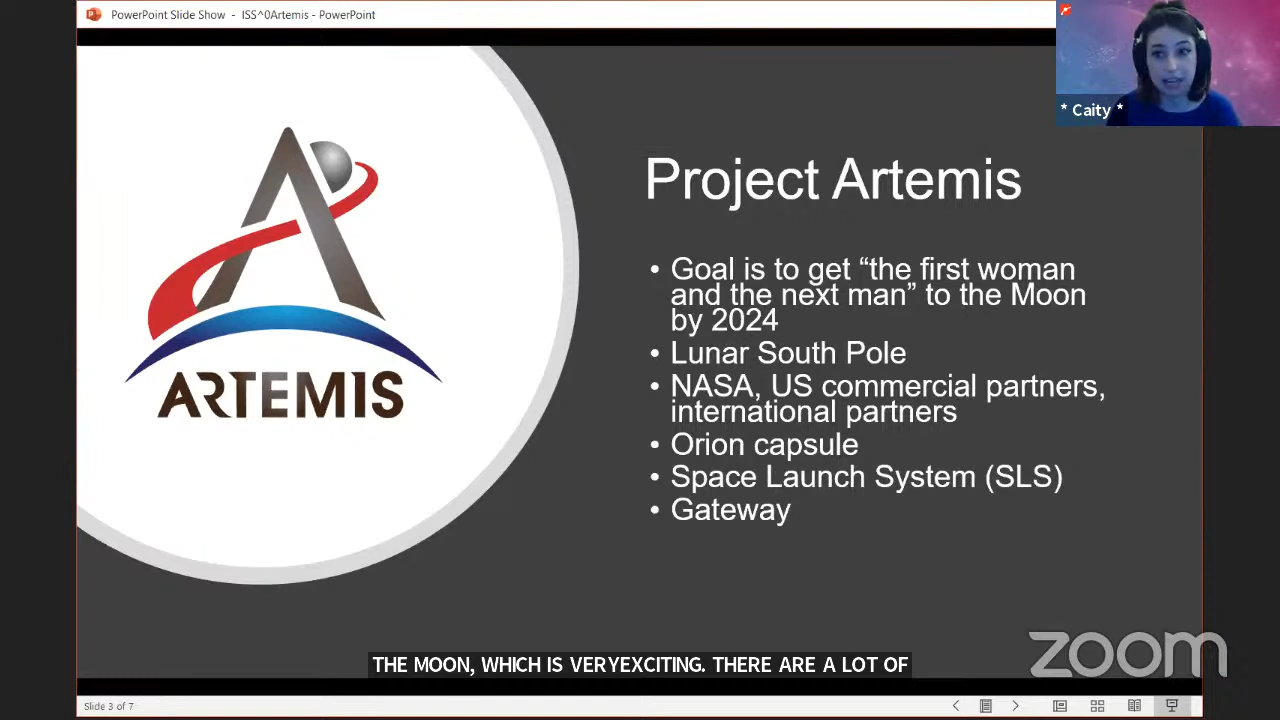 PowerPoint Slide Show - ISS^0Artemis - PowerPoint
* Caity *
ARTEMIS
Project Artemis
• Goal is to get “the first woman
and the next man” to the Moon
by 2024
• Lunar South Pole
• NASA, US commercial partners,
international partners
• Orion capsule
• Space Launch System (SLS)
• Gateway
THE MOON, WHICH IS VERYEXCITING. THERE ARE A LOT OF
zoom
Slide 3 of 7